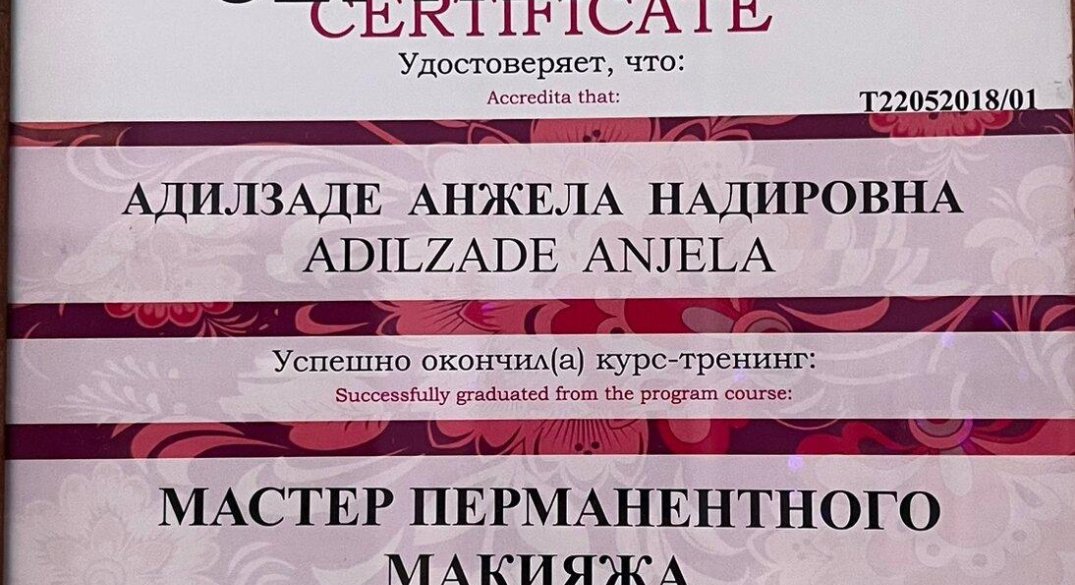 CERTIFICATE
Удостоверяет, что:
Accredita that:
T22052018/01
АДИЛЗАДЕ АНЖЕЛА НАДИРОВНА
ADILZADE ANJELA
Успешно окончил(а) курс-тренинг:
Successfully graduated from the program course:
МАСТЕР ПЕРМАНЕНТНОГО
МАКИЯЖА